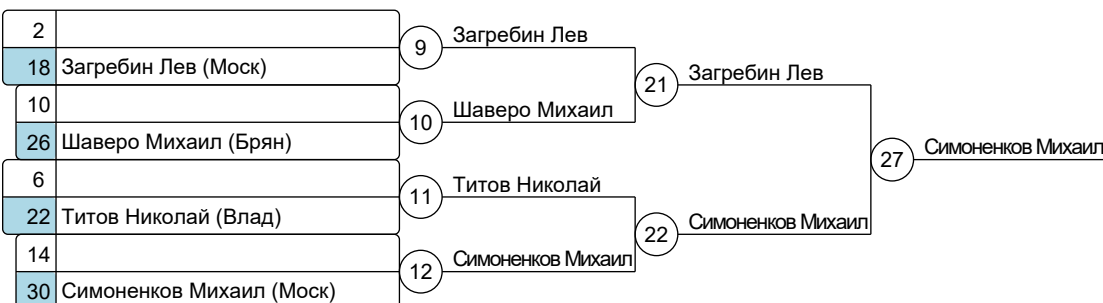 2
9 Загребин Лев
18 Загребин Лев (Моск)
21 Загребин Лев
10
10 Шаверо Михаил
26 Шаверо Михаил (Брян)
27 Симоненков Михаил
6
11 Титов Николай
22 Титов Николай (Влад)
22 Симоненков Михаил
14
12 Симоненков Михаил
30 Симоненков Михаил (Моск)